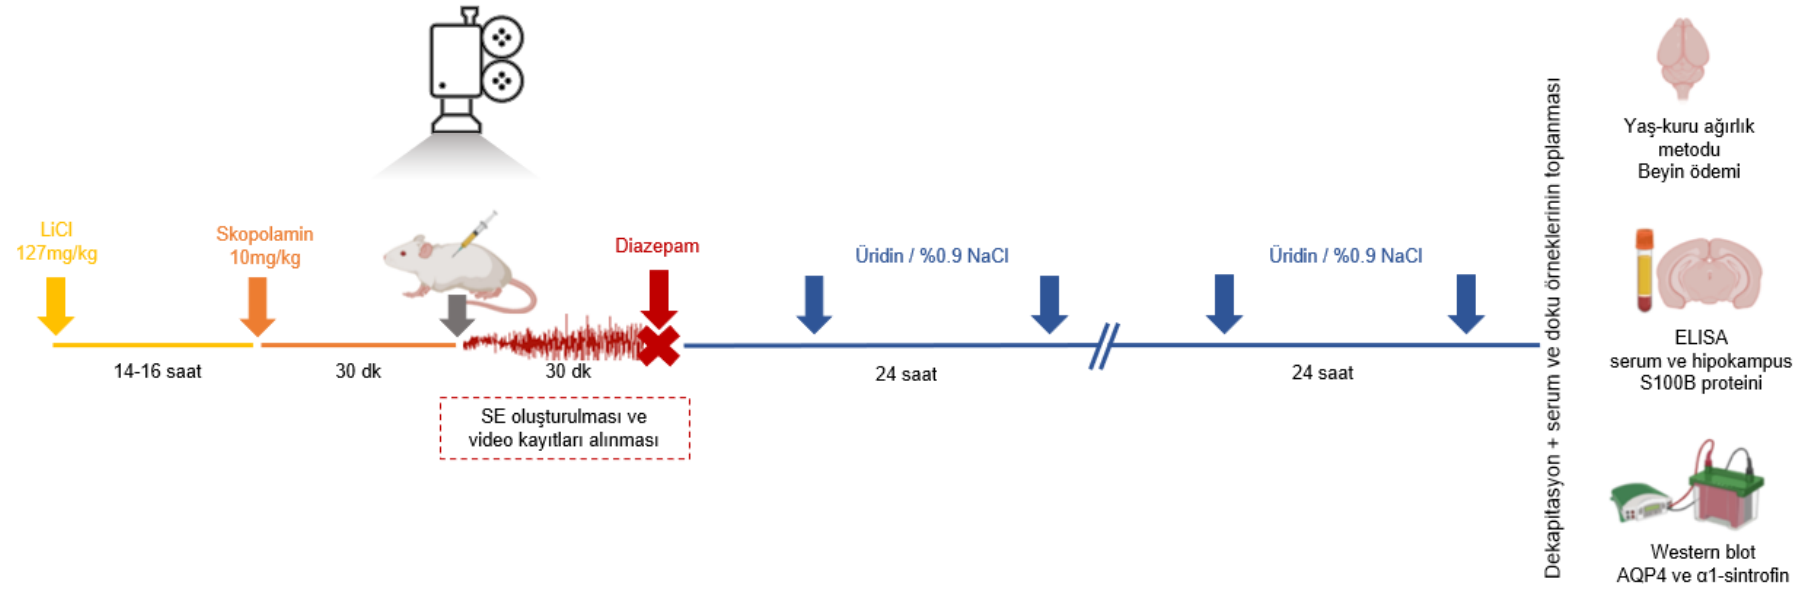 LiCl
127mg/kg
Skopolamin
10mg/kg
Diazepam
Üridin / %0.9 NaCl
Üridin / %0.9 NaCl
14-16 saat
30 dk
30 dk
24 saat
24 saat
SE oluşturulması ve
video kayıtları alınması
Dekapitasyon + serum ve doku örneklerinin toplanması
Yaş-kuru ağırlık
metodu
Beyin ödemi
ELISA
serum ve hipokampus
S100B proteini
Western blot
AQP4 ve α1-sintrofin